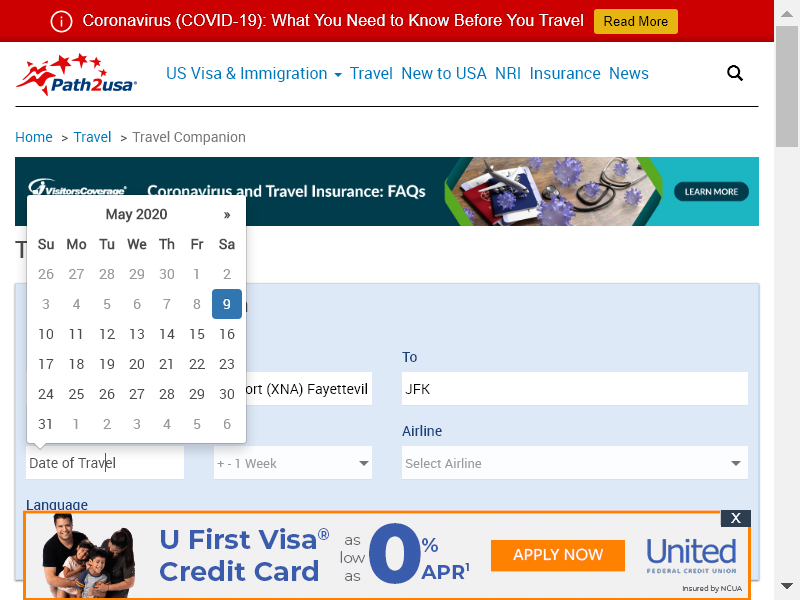 Coronavirus (COVID-19): What You Need to Know Before You Travel Read More
Path2usa
US Visa & Immigration Travel New to USA NRI Insurance News
Home > Travel > Travel Companion
VisitorsCoverage Coronavirus and Travel Insurance: FAQs LEARN MORE
T
May 2020 »
Su Mo Tu We Th Fr Sa
26 27 28 29 30 1 2
3 4 5 6 7 8 9
10 11 12 13 14 15 16
17 18 19 20 21 22 23
24 25 26 27 28 29 30
31 1 2 3 4 5 6
To
ort (XNA) Fayettevil JFK
Airline
Date of Travel + - 1 Week Select Airline
Language
X
U First Visa® Credit Card
as low as 0% APR¹
APPLY NOW
United
FEDERAL CREDIT UNION
Insured by NCUA